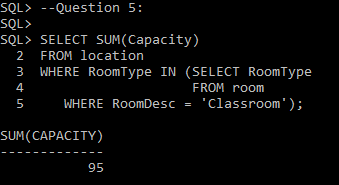 SQL> --Question 5:
SQL>
SQL> SELECT SUM(Capacity)
  2  FROM location
  3  WHERE RoomType IN (SELECT RoomType
  4                     FROM room
  5     WHERE RoomDesc = 'Classroom');
SUM(CAPACITY)
-------------
           95